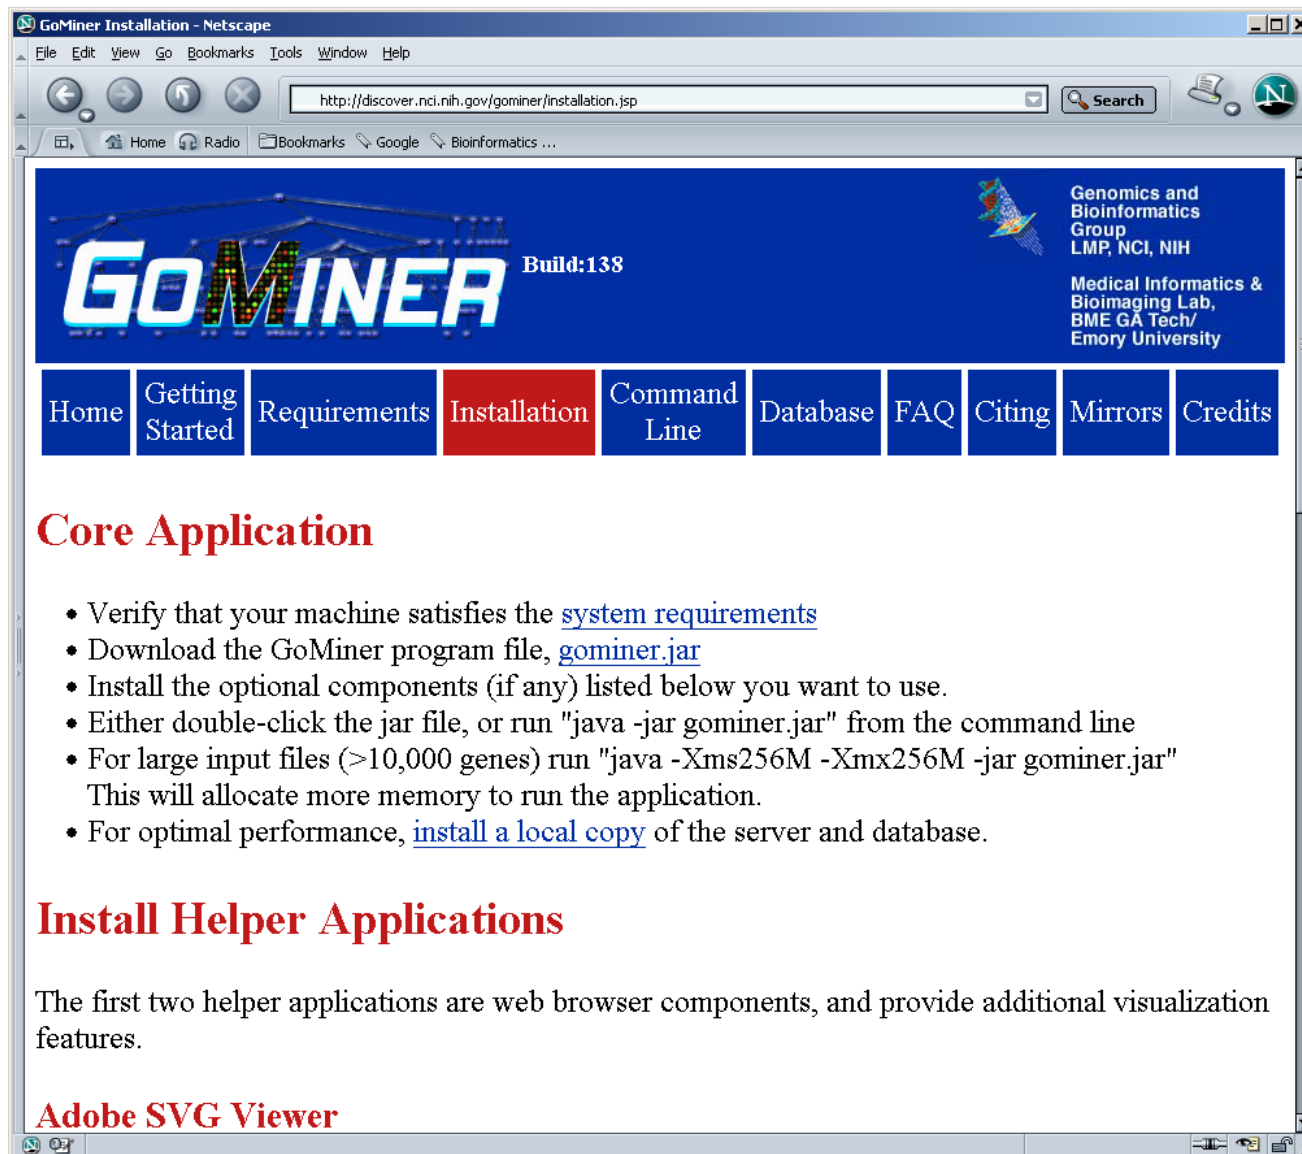 GoMiner Installation - Netscape
File Edit View Go Bookmarks Tools Window Help
http://discover.nci.nih.gov/gominer/installation.jsp
Search
N
Home Radio Bookmarks Google Bioinformatics ...
GOMINER
Build:138
Genomics and
Bioinformatics
Group
LMP, NCI, NIH
Medical Informatics &
Bioimaging Lab,
BME GA Tech/
Emory University
Home
Getting
Started
Requirements
Installation
Command
Line
Database
FAQ
Citing
Mirrors
Credits
Core Application
• Verify that your machine satisfies the system requirements
• Download the GoMiner program file, gominer.jar
• Install the optional components (if any) listed below you want to use.
• Either double-click the jar file, or run "java -jar gominer.jar" from the command line
• For large input files (>10,000 genes) run "java -Xms256M -Xmx256M -jar gominer.jar"
This will allocate more memory to run the application.
• For optimal performance, install a local copy of the server and database.
Install Helper Applications
The first two helper applications are web browser components, and provide additional visualization
features.
Adobe SVG Viewer